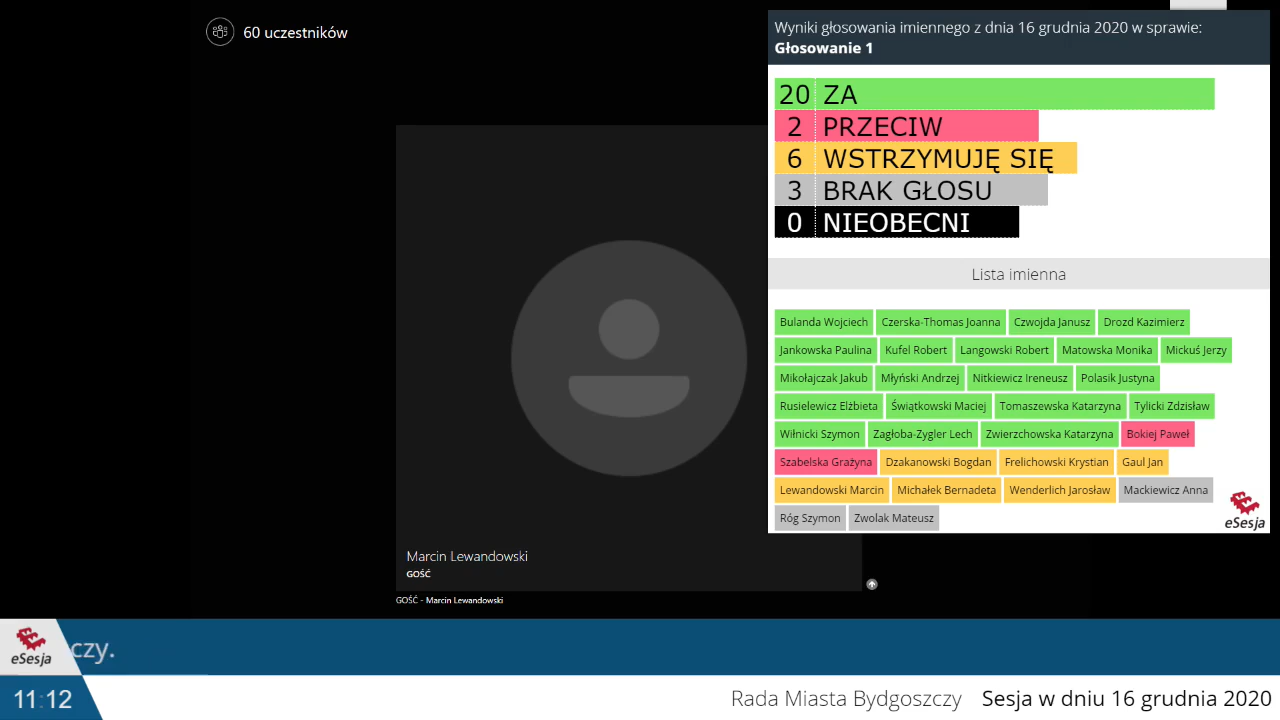 60 uczestników
Wyniki głosowania imiennego z dnia 16 grudnia 2020 w sprawie:
Głosowanie 1
20 ZA
2 PRZECIW
6 WSTRZYMUJĘ SIĘ
3 BRAK GŁOSU
0 NIEOBECNI
Lista imienna
Bulanda Wojciech Czerska-Thomas Joanna Czwojda Janusz Drozd Kazimierz
Jankowska Paulina Kufel Robert Langowski Robert Matowska Monika Mickuś Jerzy
Mikołajczak Jakub Młyński Andrzej Nitkiewicz Ireneusz Polasik Justyna
Rusielewicz Elżbieta Świątkowski Maciej Tomaszewska Katarzyna Tylicki Zdzisław
Wiłnicki Szymon Zagłoba-Zygler Lech Zwierzchowska Katarzyna Bokiej Paweł
Szabelska Grażyna Dzakanowski Bogdan Frelichowski Krystian Gaul Jan
Lewandowski Marcin Michałek Bernadeta Wenderlich Jarosław Mackiewicz Anna
Róg Szymon Zwolak Mateusz
eSesja
Marcin Lewandowski
GOŚĆ
GOŚĆ - Marcin Lewandowski
eSesja
czy.
11:12
Rada Miasta Bydgoszczy Sesja w dniu 16 grudnia 2020